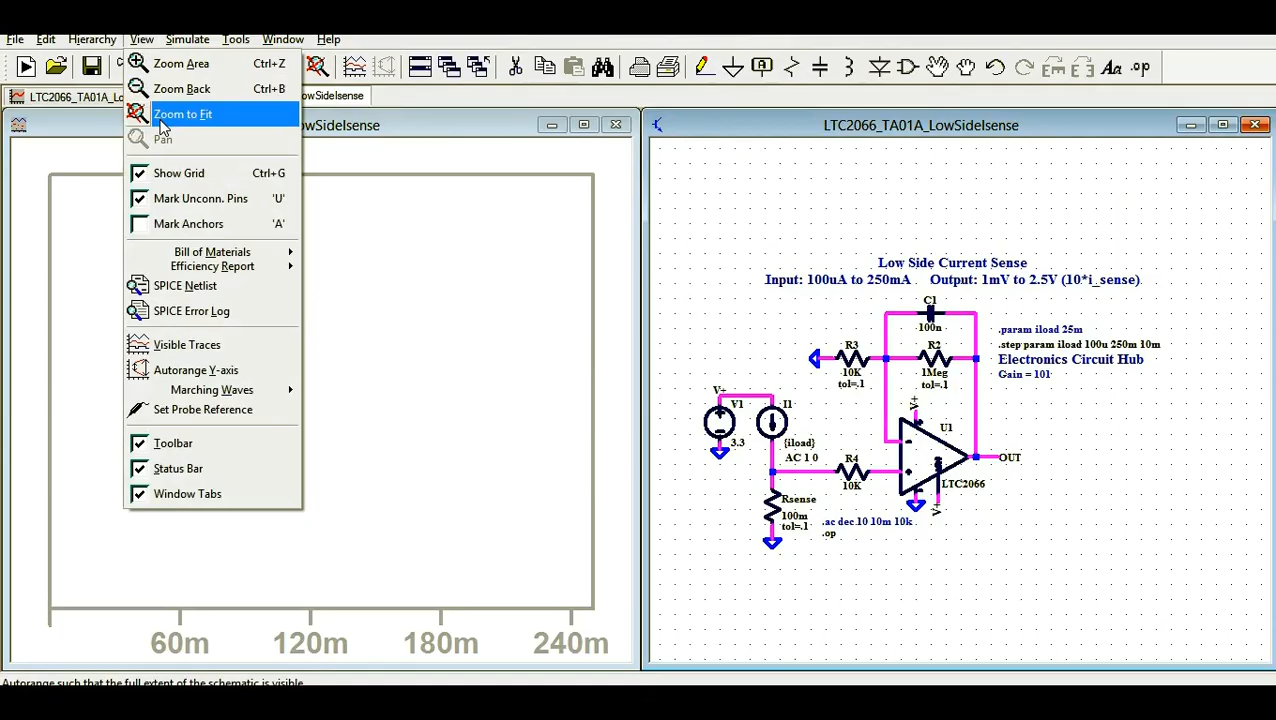 File Edit Hierarchy View Simulate Tools Window Help
LTC2066_TA01A_Lo
owSideIsense
owSideIsense
LTC2066_TA01A_LowSideIsense
Zoom Area Ctrl+Z
Zoom Back Ctrl+B
Zoom to Fit
Pan
Show Grid Ctrl+G
Mark Unconn. Pins 'U'
Mark Anchors 'A'
Bill of Materials
Efficiency Report
SPICE Netlist
SPICE Error Log
Visible Traces
Autorange Y-axis
Marching Waves
Set Probe Reference
Toolbar
Status Bar
Window Tabs
60m 120m 180m 240m
Aa .op
Low Side Current Sense
Input: 100uA to 250mA Output: 1mV to 2.5V (10*i_sense)
C1
100n
.param iload 25m
.step param iload 100u 250m 10m
Electronics Circuit Hub
Gain = 101
R3
10K
tol=.1
R2
1Meg
tol=.1
V+
V1
3.3
I1
{iload}
AC 1 0
V+
U1
R4
10K
OUT
LTC2066
V+
Rsense
100m
tol=.1
.ac dec 10 10m 10k
.op
Autorange such that the full extent of the schematic is visible.